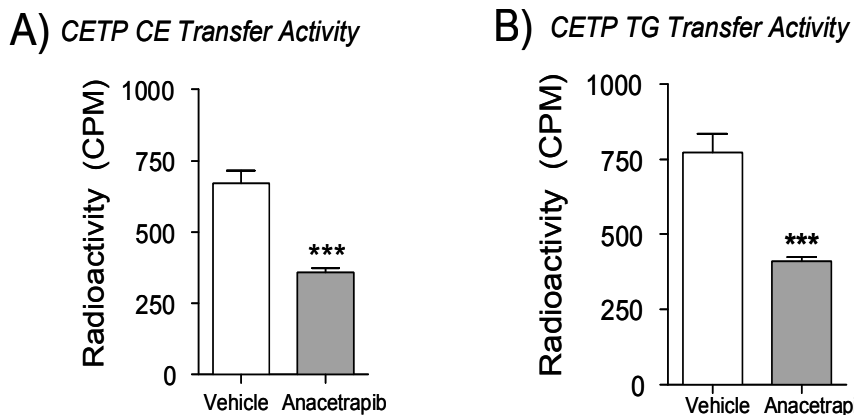 A) CETP CE Transfer Activity
Radioactivity (CPM)
1000
750
500
250
0
***
Vehicle Anacetrapib
B) CETP TG Transfer Activity
Radioactivity (CPM)
1000
750
500
250
0
***
Vehicle Anacetrap